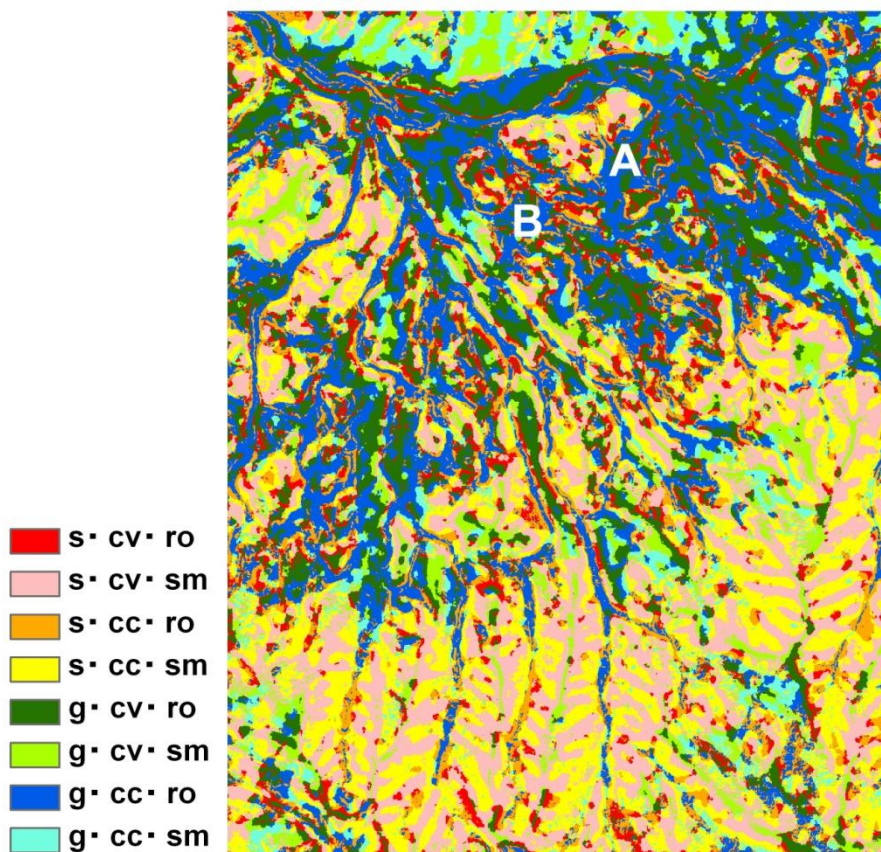 A
B
s· cv· ro
s· cv· sm
s· cc· ro
s· cc· sm
g· cv· ro
g· cv· sm
g· cc· ro
g· cc· sm